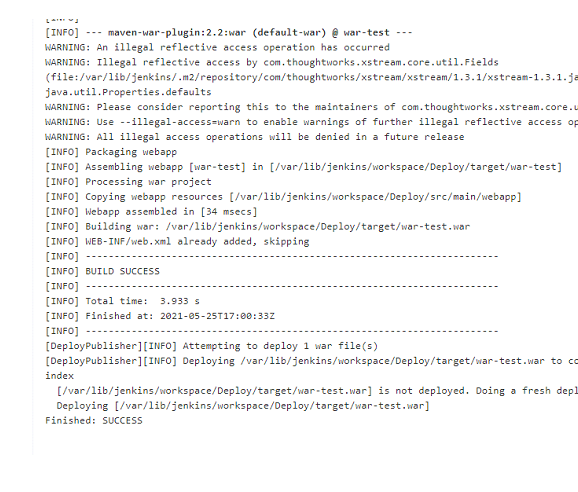 [INFO]
[INFO] --- maven-war-plugin:2.2:war (default-war) @ war-test ---
WARNING: An illegal reflective access operation has occurred
WARNING: Illegal reflective access by com.thoughtworks.xstream.core.util.Fields
(file:/var/lib/jenkins/.m2/repository/com/thoughtworks/xstream/xstream/1.3.1/xstream-1.3.1.ja
java.util.Properties.defaults
WARNING: Please consider reporting this to the maintainers of com.thoughtworks.xstream.core.u
WARNING: Use --illegal-access=warn to enable warnings of further illegal reflective access op
WARNING: All illegal access operations will be denied in a future release
[INFO] Packaging webapp
[INFO] Assembling webapp [war-test] in [/var/lib/jenkins/workspace/Deploy/target/war-test]
[INFO] Processing war project
[INFO] Copying webapp resources [/var/lib/jenkins/workspace/Deploy/src/main/webapp]
[INFO] Webapp assembled in [34 msecs]
[INFO] Building war: /var/lib/jenkins/workspace/Deploy/target/war-test.war
[INFO] WEB-INF/web.xml already added, skipping
[INFO] ------------------------------------------------------------------------
[INFO] BUILD SUCCESS
[INFO] ------------------------------------------------------------------------
[INFO] Total time:  3.933 s
[INFO] Finished at: 2021-05-25T17:00:33Z
[INFO] ------------------------------------------------------------------------
[DeployPublisher][INFO] Attempting to deploy 1 war file(s)
[DeployPublisher][INFO] Deploying /var/lib/jenkins/workspace/Deploy/target/war-test.war to co
index
  [/var/lib/jenkins/workspace/Deploy/target/war-test.war] is not deployed. Doing a fresh depl
  Deploying [/var/lib/jenkins/workspace/Deploy/target/war-test.war]
Finished: SUCCESS